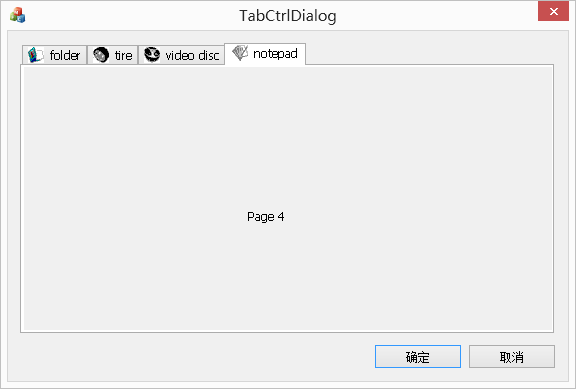 TabCtrlDialog
folder tire video disc notepad
Page 4
确定 取消